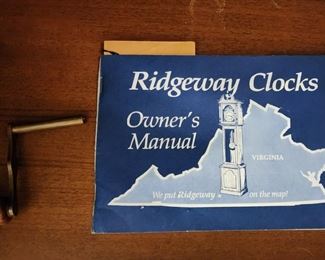 Ridgeway Clocks
Owner's
Manual
VIRGINIA
We put Ridgeway on the map!